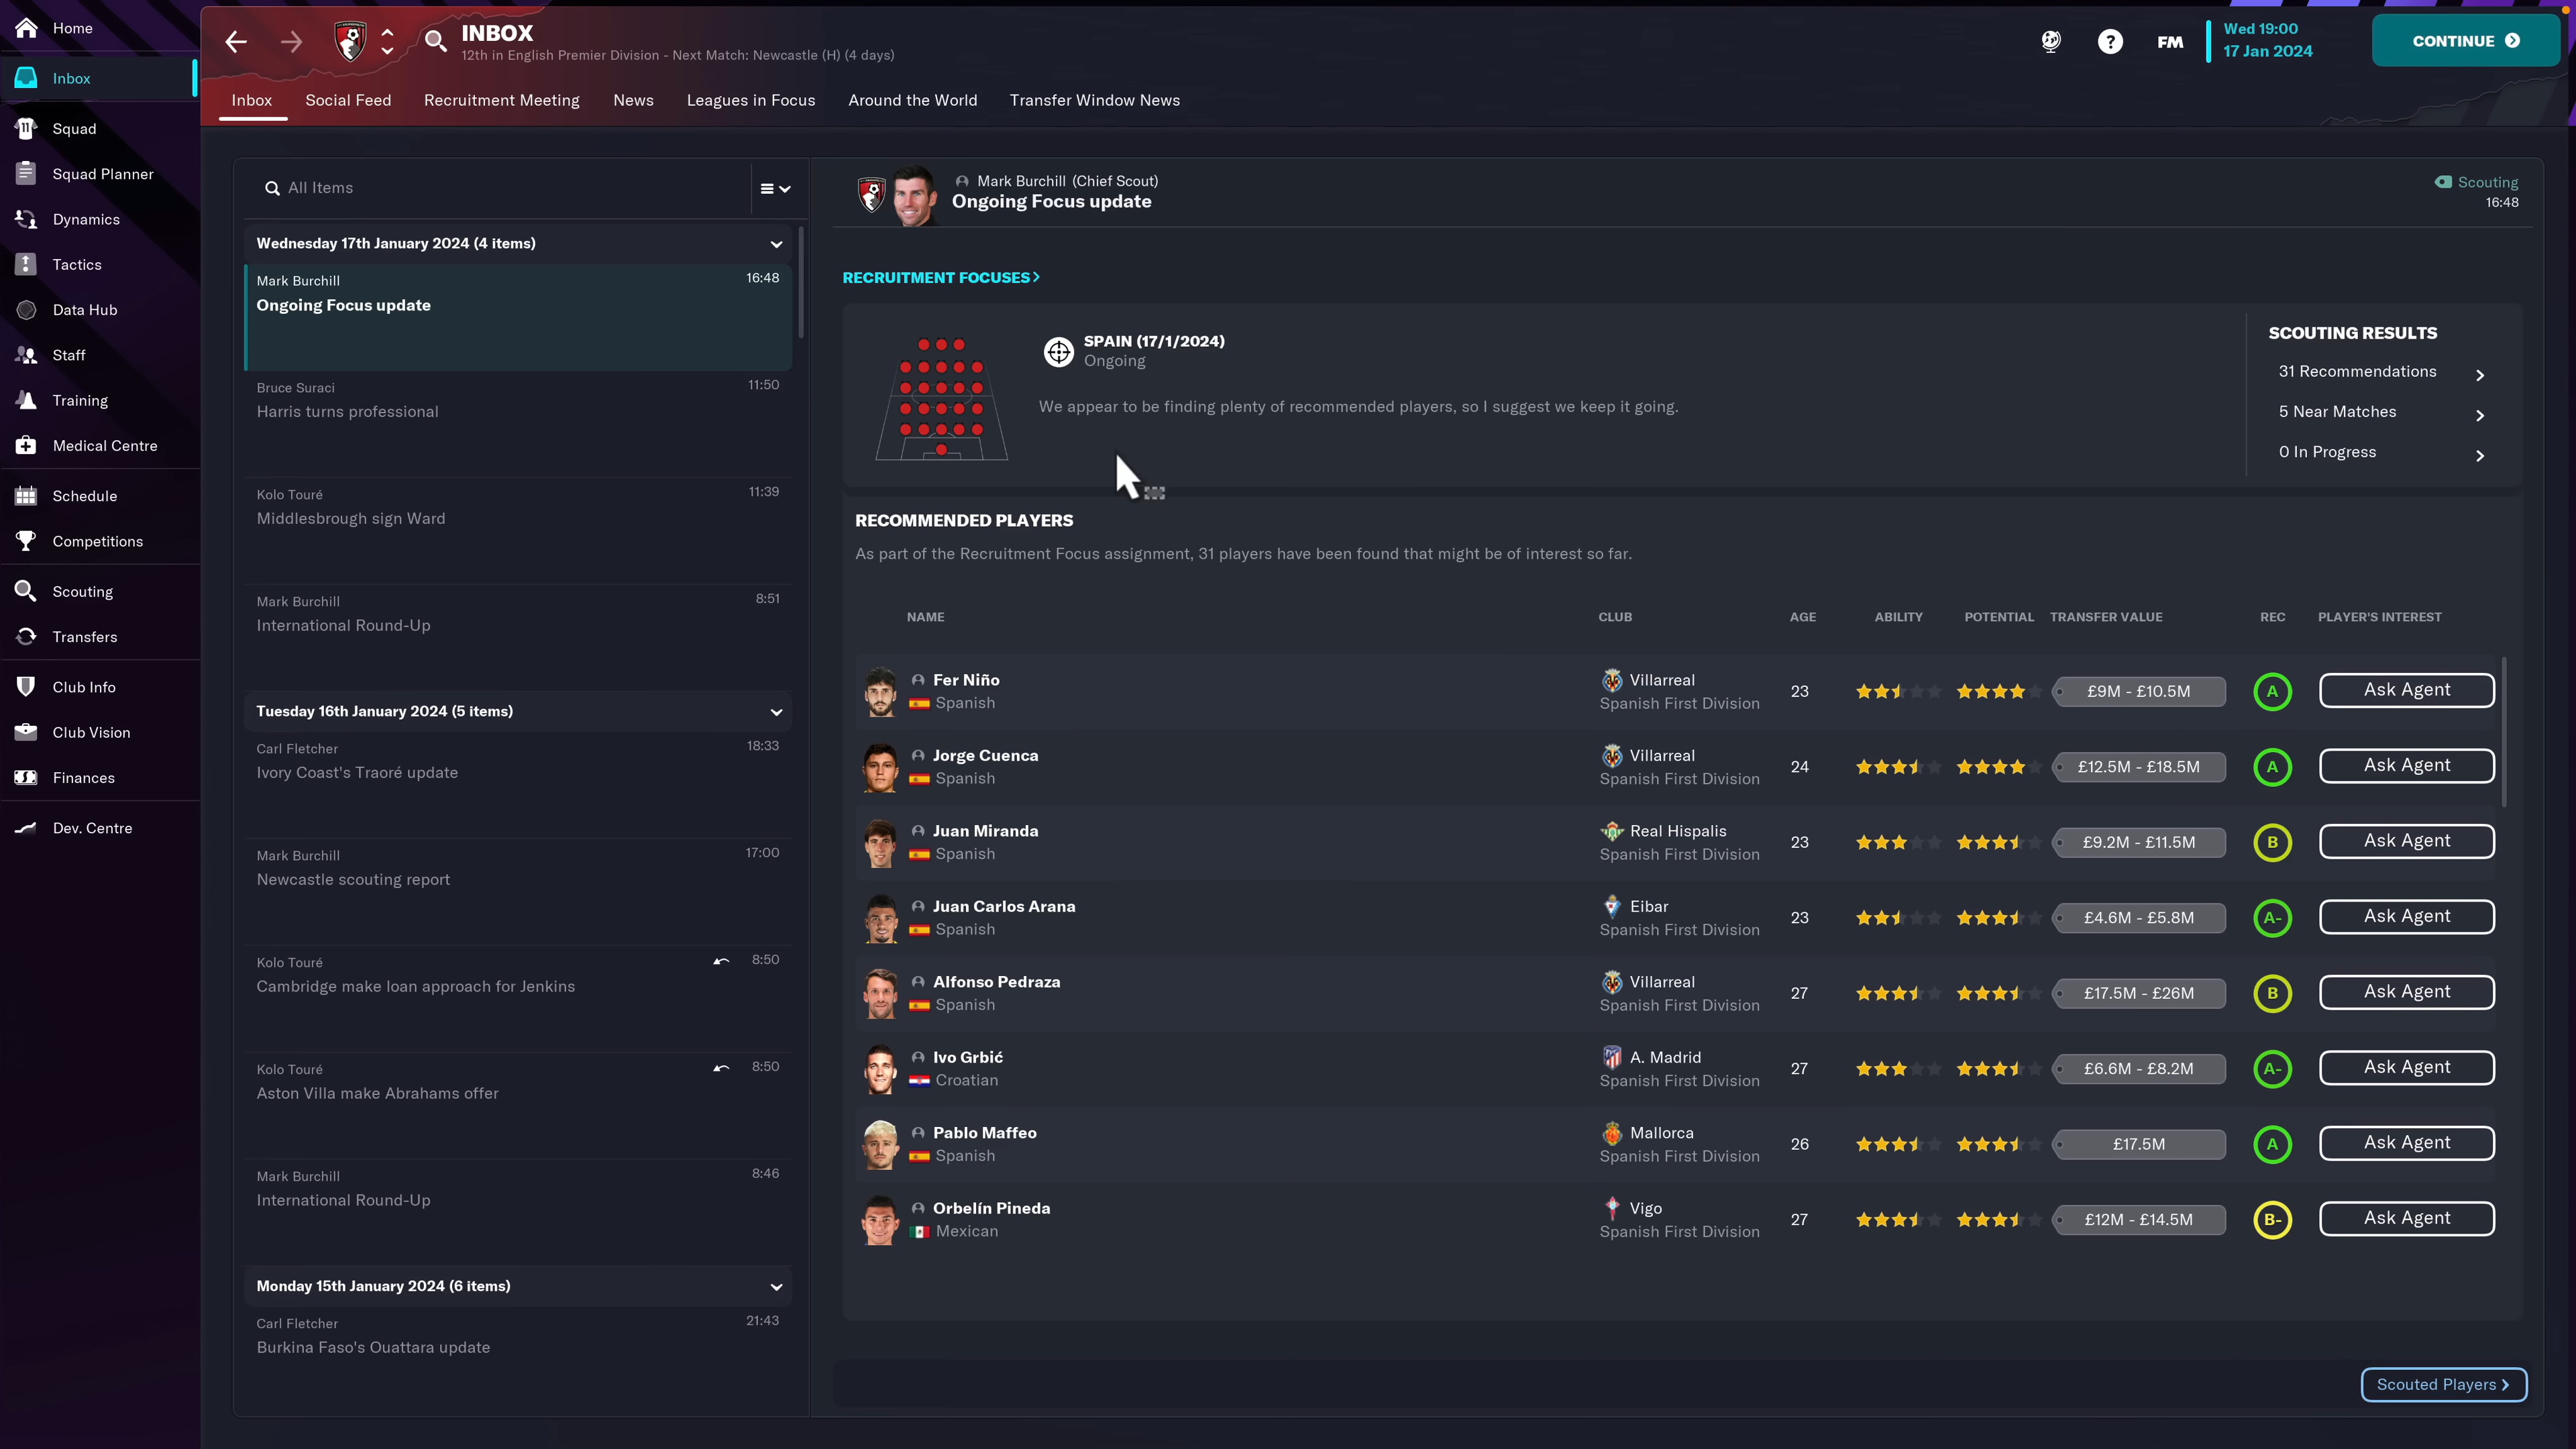 Home
Inbox
Squad
Squad Planner
Dynamics
Tactics
Data Hub
Staff
Training
Medical Centre
Schedule
Competitions
Scouting
Transfers
Club Info
Club Vision
Finances
Dev. Centre
INBOX
12th in English Premier Division - Next Match: Newcastle (H) (4 days)
?
FM
Wed 19:00
17 Jan 2024
CONTINUE
Inbox Social Feed Recruitment Meeting News Leagues in Focus Around the World Transfer Window News
All Items
Wednesday 17th January 2024 (4 items)
Mark Burchill 16:48
Ongoing Focus update
Bruce Suraci 11:50
Harris turns professional
Kolo Touré 11:39
Middlesbrough sign Ward
Mark Burchill 8:51
International Round-Up
Tuesday 16th January 2024 (5 items)
Carl Fletcher 18:33
Ivory Coast's Traoré update
Mark Burchill 17:00
Newcastle scouting report
Kolo Touré 8:50
Cambridge make loan approach for Jenkins
Kolo Touré 8:50
Aston Villa make Abrahams offer
Mark Burchill 8:46
International Round-Up
Monday 15th January 2024 (6 items)
Carl Fletcher 21:43
Burkina Faso's Ouattara update
Mark Burchill (Chief Scout)
Ongoing Focus update
Scouting
16:48
RECRUITMENT FOCUSES
SPAIN (17/1/2024)
Ongoing
We appear to be finding plenty of recommended players, so I suggest we keep it going.
SCOUTING RESULTS
31 Recommendations
5 Near Matches
0 In Progress
RECOMMENDED PLAYERS
As part of the Recruitment Focus assignment, 31 players have been found that might be of interest so far.
NAME CLUB AGE ABILITY POTENTIAL TRANSFER VALUE REC PLAYER'S INTEREST
Fer Niño Villarreal 23 £9M - £10.5M A Ask Agent
Spanish Spanish First Division
Jorge Cuenca Villarreal 24 £12.5M - £18.5M A Ask Agent
Spanish Spanish First Division
Juan Miranda Real Hispalis 23 £9.2M - £11.5M B Ask Agent
Spanish Spanish First Division
Juan Carlos Arana Eibar 23 £4.6M - £5.8M A- Ask Agent
Spanish Spanish First Division
Alfonso Pedraza Villarreal 27 £17.5M - £26M B Ask Agent
Spanish Spanish First Division
Ivo Grbić A. Madrid 27 £6.6M - £8.2M A- Ask Agent
Croatian Spanish First Division
Pablo Maffeo Mallorca 26 £17.5M A Ask Agent
Spanish Spanish First Division
Orbelín Pineda Vigo 27 £12M - £14.5M B- Ask Agent
Mexican Spanish First Division
Scouted Players